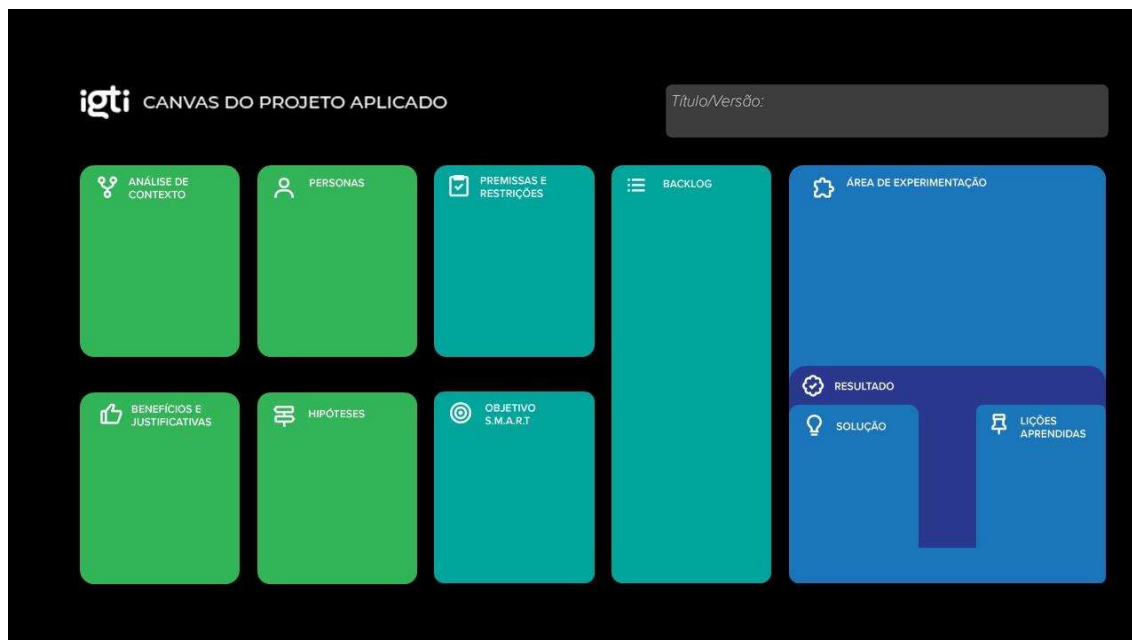 igti CANVAS DO PROJETO APLICADO
Título/Versão:
ANÁLISE DE
CONTEXTO
PERSONAS
PREMISSAS E
RESTRIÇÕES
BACKLOG
ÁREA DE EXPERIMENTAÇÃO
BENEFÍCIOS E
JUSTIFICATIVAS
HIPÓTESES
OBJETIVO
S.M.A.R.T
RESULTADO
SOLUÇÃO
LIÇÕES
APRENDIDAS